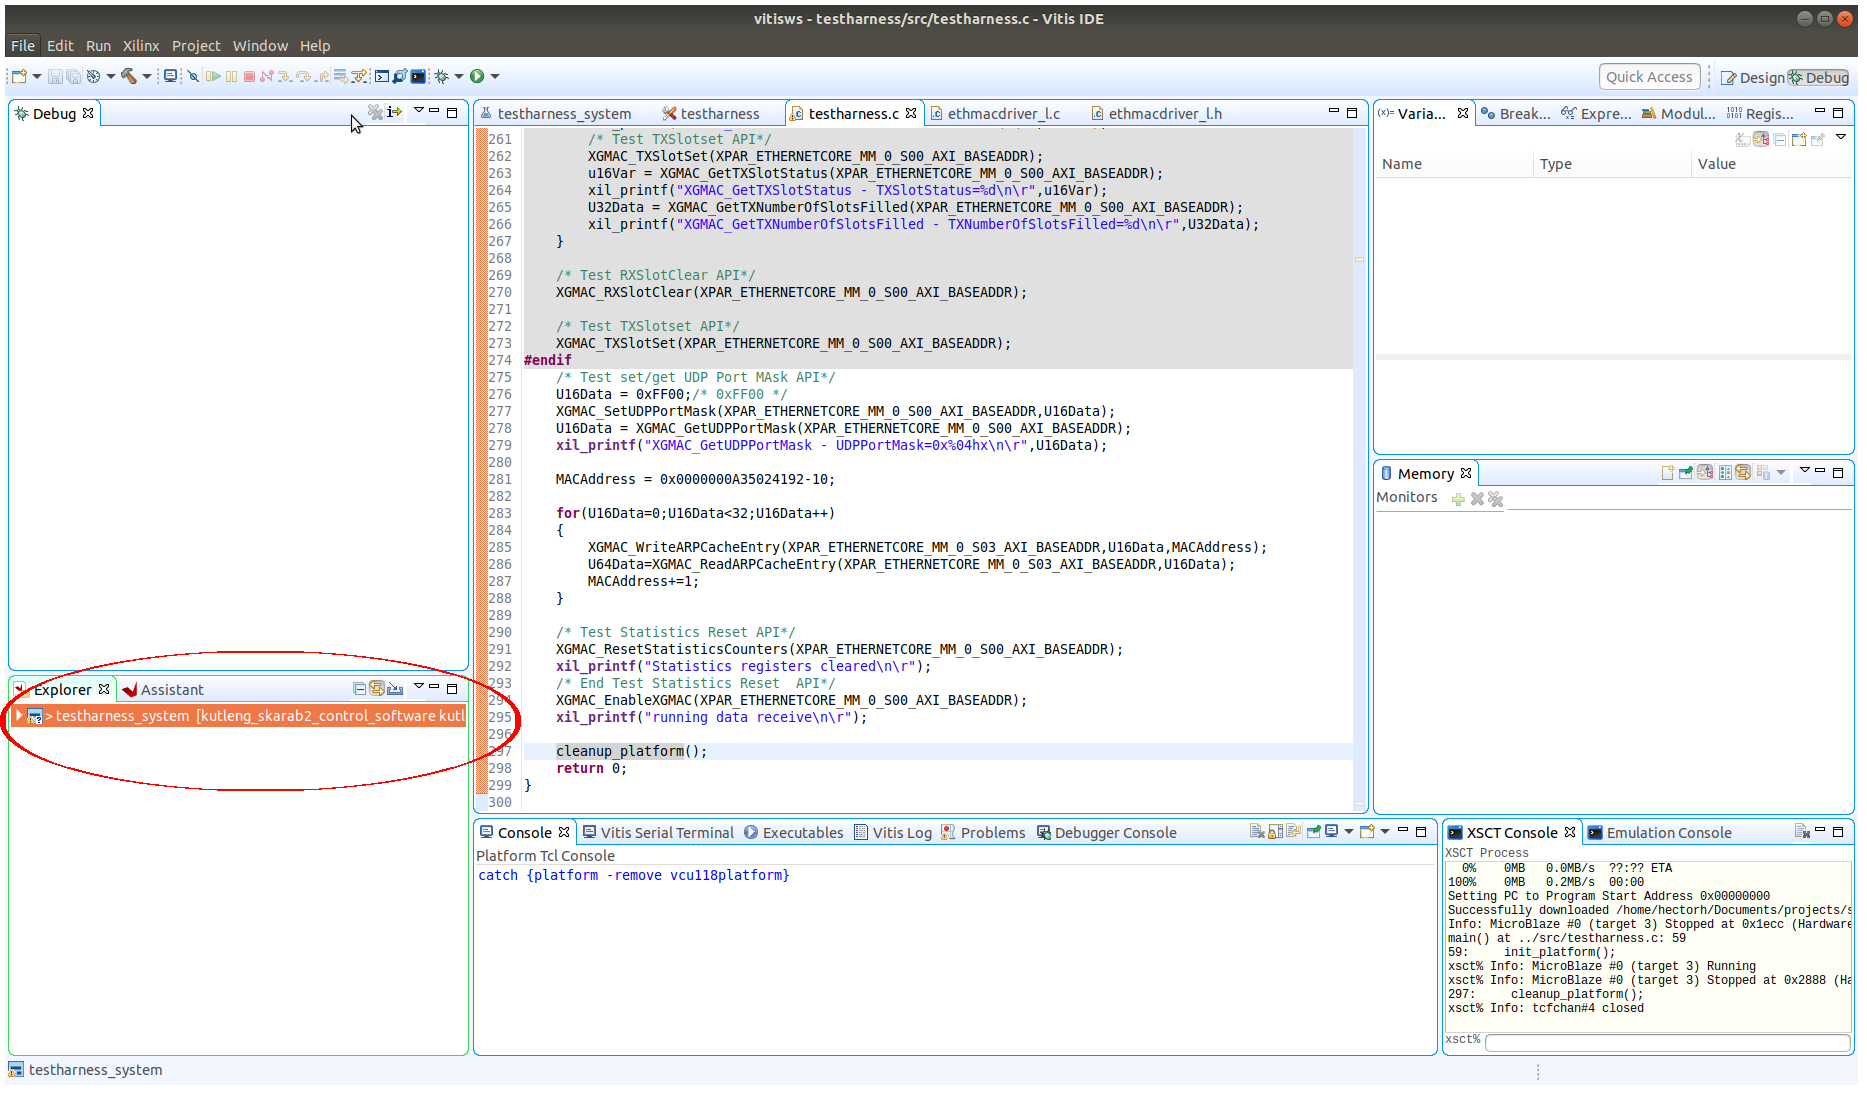 vitisws - testharness/src/testharness.c - Vitis IDE
File Edit Run Xilinx Project Window Help
Quick Access Design Debug
Debug
testharness_system testharness testharness.c ethmacdriver_l.c ethmacdriver_l.h
261 /* Test TXSlotset API*/
262 XGMAC_TXSlotSet(XPAR_ETHERNETCORE_MM_0_S00_AXI_BASEADDR);
263 u16Var = XGMAC_GetTXSlotStatus(XPAR_ETHERNETCORE_MM_0_S00_AXI_BASEADDR);
264 xil_printf("XGMAC_GetTXSlotStatus - TXSlotStatus=%d\n\r",u16Var);
265 U32Data = XGMAC_GetTXNumberOfSlotsFilled(XPAR_ETHERNETCORE_MM_0_S00_AXI_BASEADDR);
266 xil_printf("XGMAC_GetTXNumberOfSlotsFilled - TXNumberOfSlotsFilled=%d\n\r",U32Data);
267 }
268
269 /* Test RXSlotClear API*/
270 XGMAC_RXSlotClear(XPAR_ETHERNETCORE_MM_0_S00_AXI_BASEADDR);
271
272 /* Test TXSlotset API*/
273 XGMAC_TXSlotSet(XPAR_ETHERNETCORE_MM_0_S00_AXI_BASEADDR);
274 #endif
275 /* Test set/get UDP Port MAsk API*/
276 U16Data = 0xFF00;/* 0xFF00 */
277 XGMAC_SetUDPPortMask(XPAR_ETHERNETCORE_MM_0_S00_AXI_BASEADDR,U16Data);
278 U16Data = XGMAC_GetUDPPortMask(XPAR_ETHERNETCORE_MM_0_S00_AXI_BASEADDR);
279 xil_printf("XGMAC_GetUDPPortMask - UDPPortMask=0x%04hx\n\r",U16Data);
280
281 MACAddress = 0x0000000A35024192-10;
282
283 for(U16Data=0;U16Data<32;U16Data++)
284 {
285 XGMAC_WriteARPCacheEntry(XPAR_ETHERNETCORE_MM_0_S03_AXI_BASEADDR,U16Data,MACAddress);
286 U64Data=XGMAC_ReadARPCacheEntry(XPAR_ETHERNETCORE_MM_0_S03_AXI_BASEADDR,U16Data);
287 MACAddress+=1;
288 }
289
290 /* Test Statistics Reset API*/
291 XGMAC_ResetStatisticsCounters(XPAR_ETHERNETCORE_MM_0_S00_AXI_BASEADDR);
292 xil_printf("Statistics registers cleared\n\r");
293 /* End Test Statistics Reset  API*/
294 XGMAC_EnableXGMAC(XPAR_ETHERNETCORE_MM_0_S00_AXI_BASEADDR);
295 xil_printf("running data receive\n\r");
296
297 cleanup_platform();
298 return 0;
299 }
300
Varia... Break... Expre... Modul... Regis...
Name Type Value
Memory
Monitors
Explorer Assistant
> testharness_system [kutleng_skarab2_control_software kutl
Console Vitis Serial Terminal Executables Vitis Log Problems Debugger Console
Platform Tcl Console
catch {platform -remove vcu118platform}
XSCT Console Emulation Console
XSCT Process
0% 0MB 0.0MB/s ??:?? ETA
100% 0MB 0.2MB/s 00:00
Setting PC to Program Start Address 0x00000000
Successfully downloaded /home/hectorh/Documents/projects/s
Info: MicroBlaze #0 (target 3) Stopped at 0x1ecc (Hardware
main() at ../src/testharness.c: 59
59: init_platform();
xsct% Info: MicroBlaze #0 (target 3) Running
xsct% Info: MicroBlaze #0 (target 3) Stopped at 0x2888 (Ha
297: cleanup_platform();
xsct% Info: tcfchan#4 closed
xsct%
testharness_system